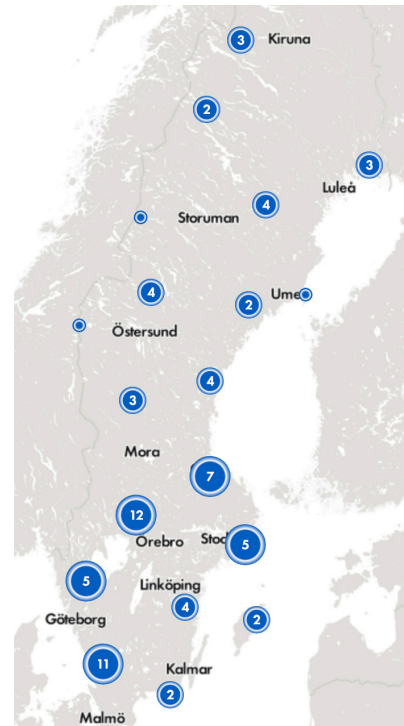 3
Kiruna
2
3
Luleå
4
Storuman
4
Ume
2
Östersund
4
3
Mora
7
12
Orebro
Stoc
5
5
Linköping
4
Göteborg
2
11
Kalmar
2
Malmö